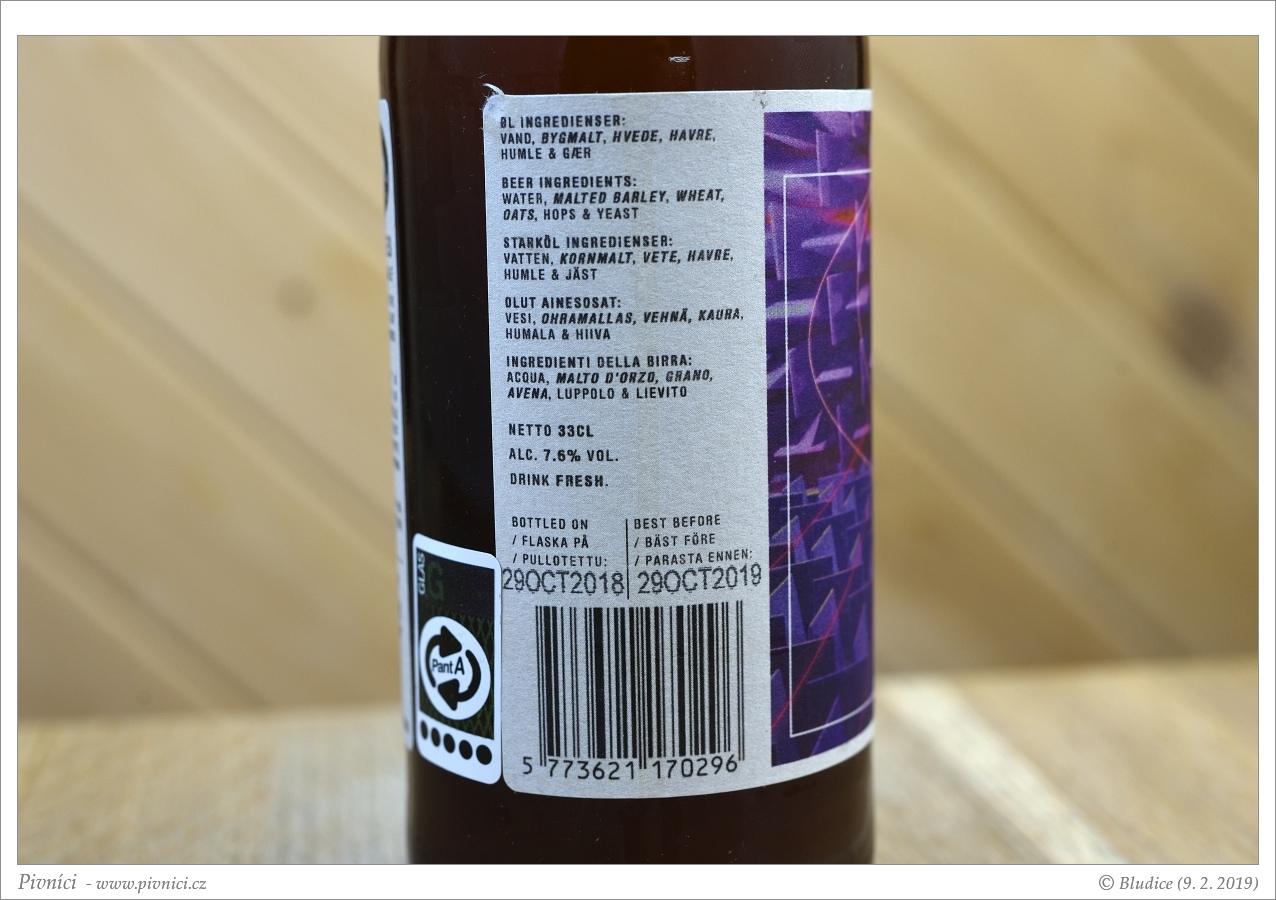 ØL INGREDIENSER:
VAND, BYGMALT, HVEDE, HAVRE,
HUMLE & GÆR
BEER INGREDIENTS:
WATER, MALTED BARLEY, WHEAT,
OATS, HOPS & YEAST
STARKÖL INGREDIENSER:
VATTEN, KORNMALT, VETE, HAVRE,
HUMLE & JÄST
OLUT AINESOSAT:
VESI, OHRAMALLAS, VEHNÄ, KAURA,
HUMALA & HIIVA
INGREDIENTI DELLA BIRRA:
ACQUA, MALTO D'ORZO, GRANO,
AVENA, LUPPOLO & LIEVITO
NETTO 33CL
ALC. 7.6% VOL.
DRINK FRESH.
BOTTLED ON
/ FLASKA PÅ
/ PULLOTETTU:
29OCT2018
BEST BEFORE
/ BÄST FÖRE
/ PARASTA ENNEN:
29OCT2019
GLAS
G
Pant A
5 773621 170296
Pivníci - www.pivnici.cz
© Bludice (9. 2. 2019)